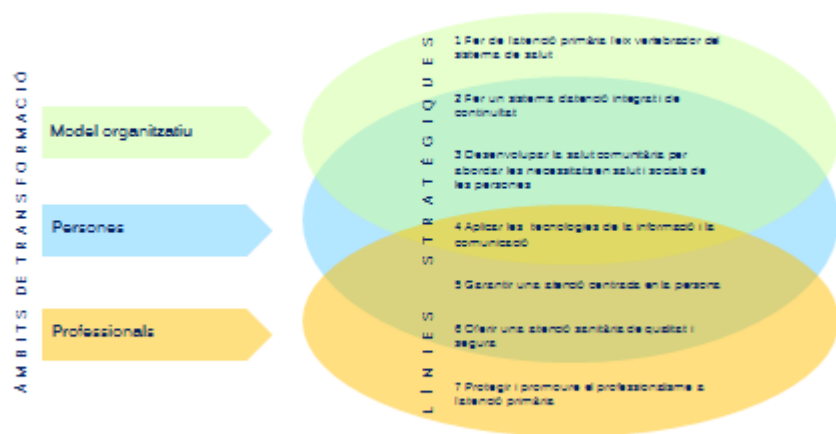 ÀMBITS DE TRANSFORMACIÓ
Model organitzatiu
Persones
Professionals
LÍNIES STRATÈGIQUES
1 Fer de l'atenció primària l'eix vertebrador del
sistema de salut
2 Fer un sistema d'atenció integrat i de
continuïtat
3 Desenvolupar la salut comunitària per
abordar les necessitats en salut i socials de
les persones
4 Aplicar les tecnologies de la informació i la
comunicació
5 Garantir una atenció centrada en la persona
6 Oferir una atenció sanitària de qualitat i
segura
7 Protegir i promoure el professionalisme a
l'atenció primària